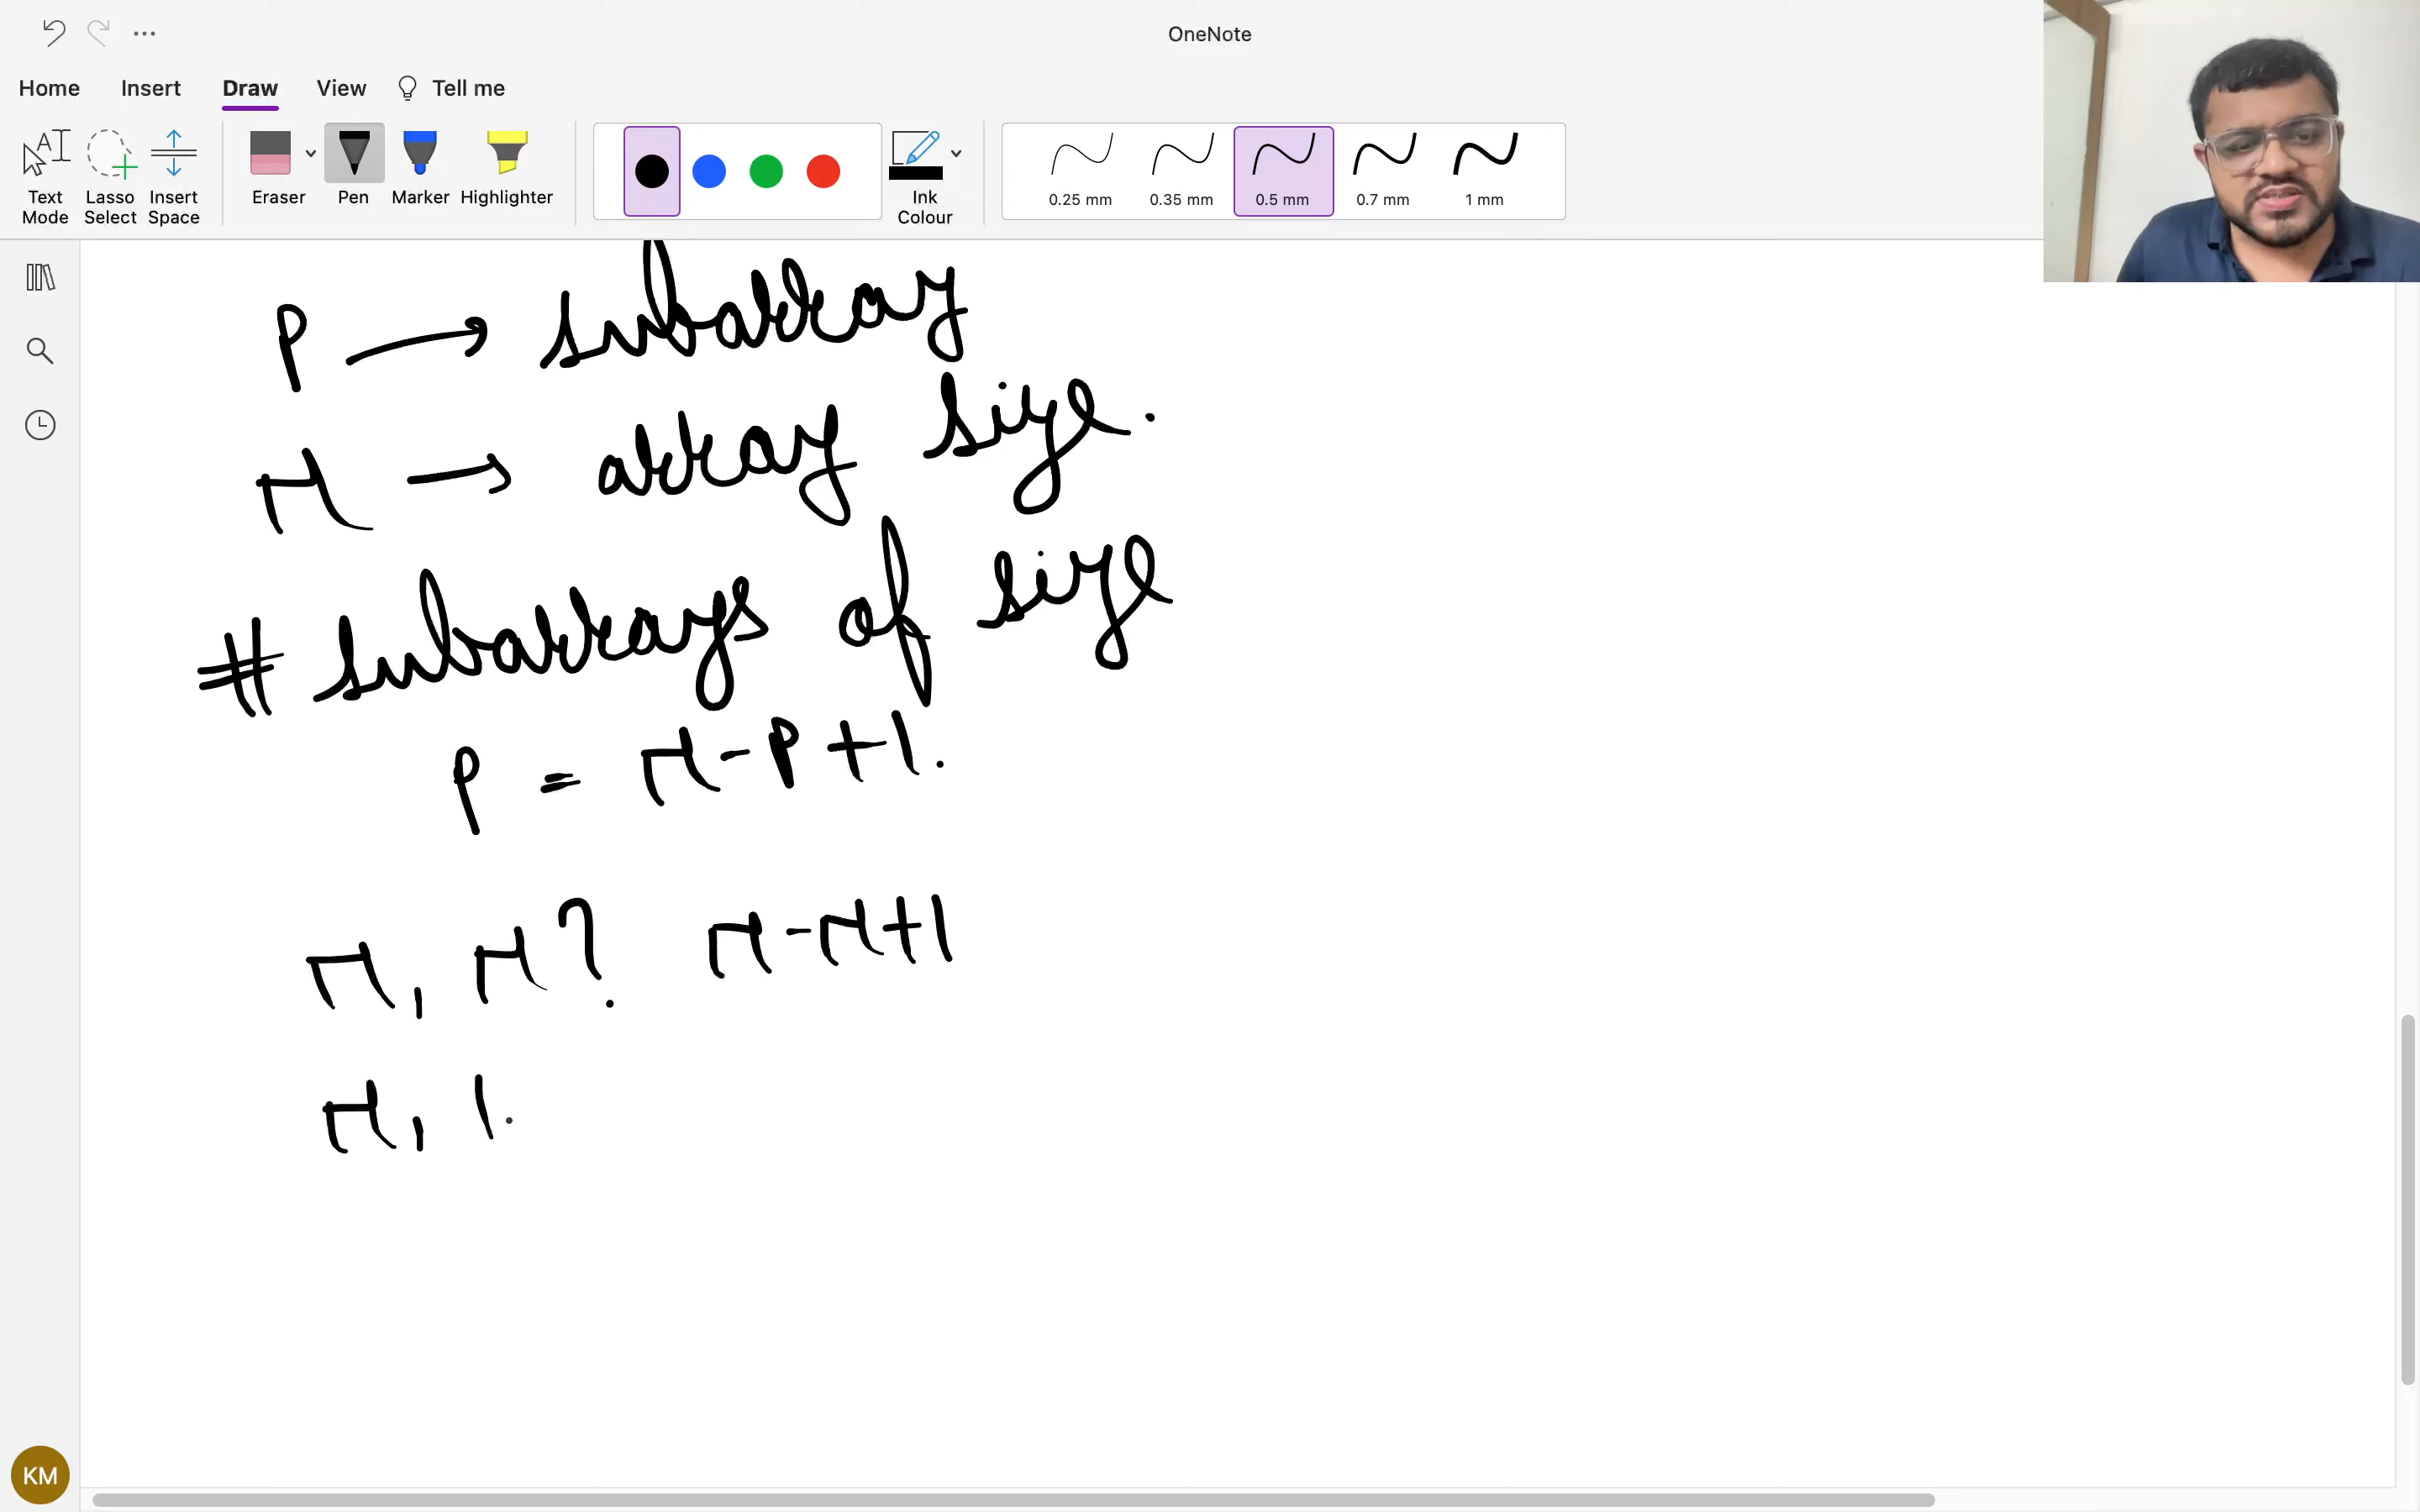 OneNote
Home Insert Draw View Tell me
Text Mode Lasso Select Insert Space Eraser Pen Marker Highlighter Ink Colour 0.25 mm 0.35 mm 0.5 mm 0.7 mm 1 mm
P → subarray
n → array size.
# subarrays of size
P = n-P+1.
n, n? n-n+1
n, 1.
KM